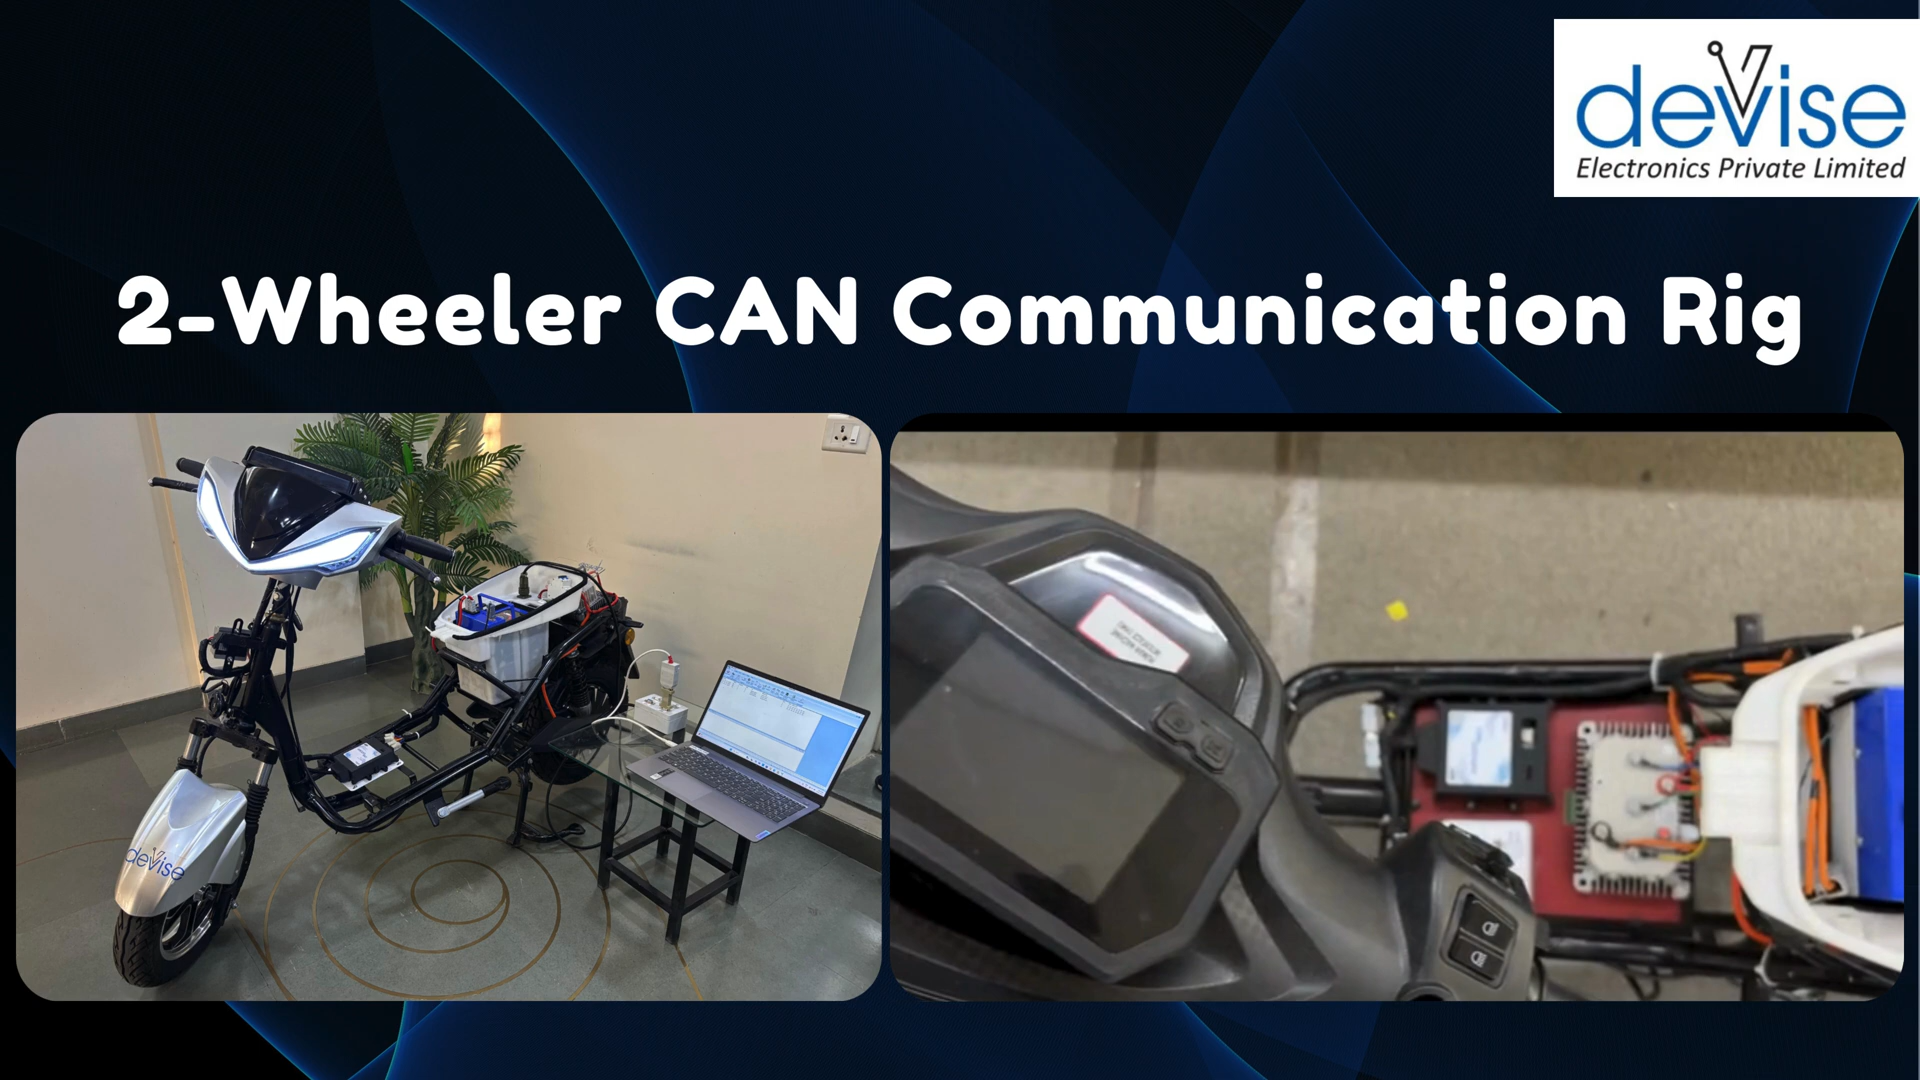 devise
Electronics Private Limited
2-Wheeler CAN Communication Rig
devise